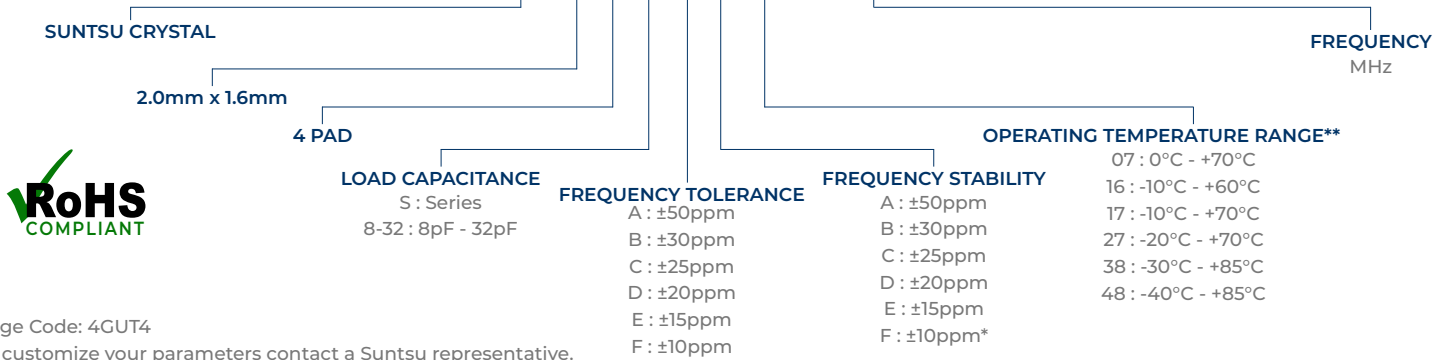 SUNTSU CRYSTAL
2.0mm x 1.6mm
4 PAD
LOAD CAPACITANCE
S : Series
8-32 : 8pF - 32pF
FREQUENCY TOLERANCE
A : ±50ppm
B : ±30ppm
C : ±25ppm
D : ±20ppm
E : ±15ppm
F : ±10ppm
FREQUENCY STABILITY
A : ±50ppm
B : ±30ppm
C : ±25ppm
D : ±20ppm
E : ±15ppm
F : ±10ppm*
OPERATING TEMPERATURE RANGE**
07 : 0°C - +70°C
16 : -10°C - +60°C
17 : -10°C - +70°C
27 : -20°C - +70°C
38 : -30°C - +85°C
48 : -40°C - +85°C
FREQUENCY
MHz
RoHS
COMPLIANT
ge Code: 4GUT4
customize your parameters contact a Suntsu representative.